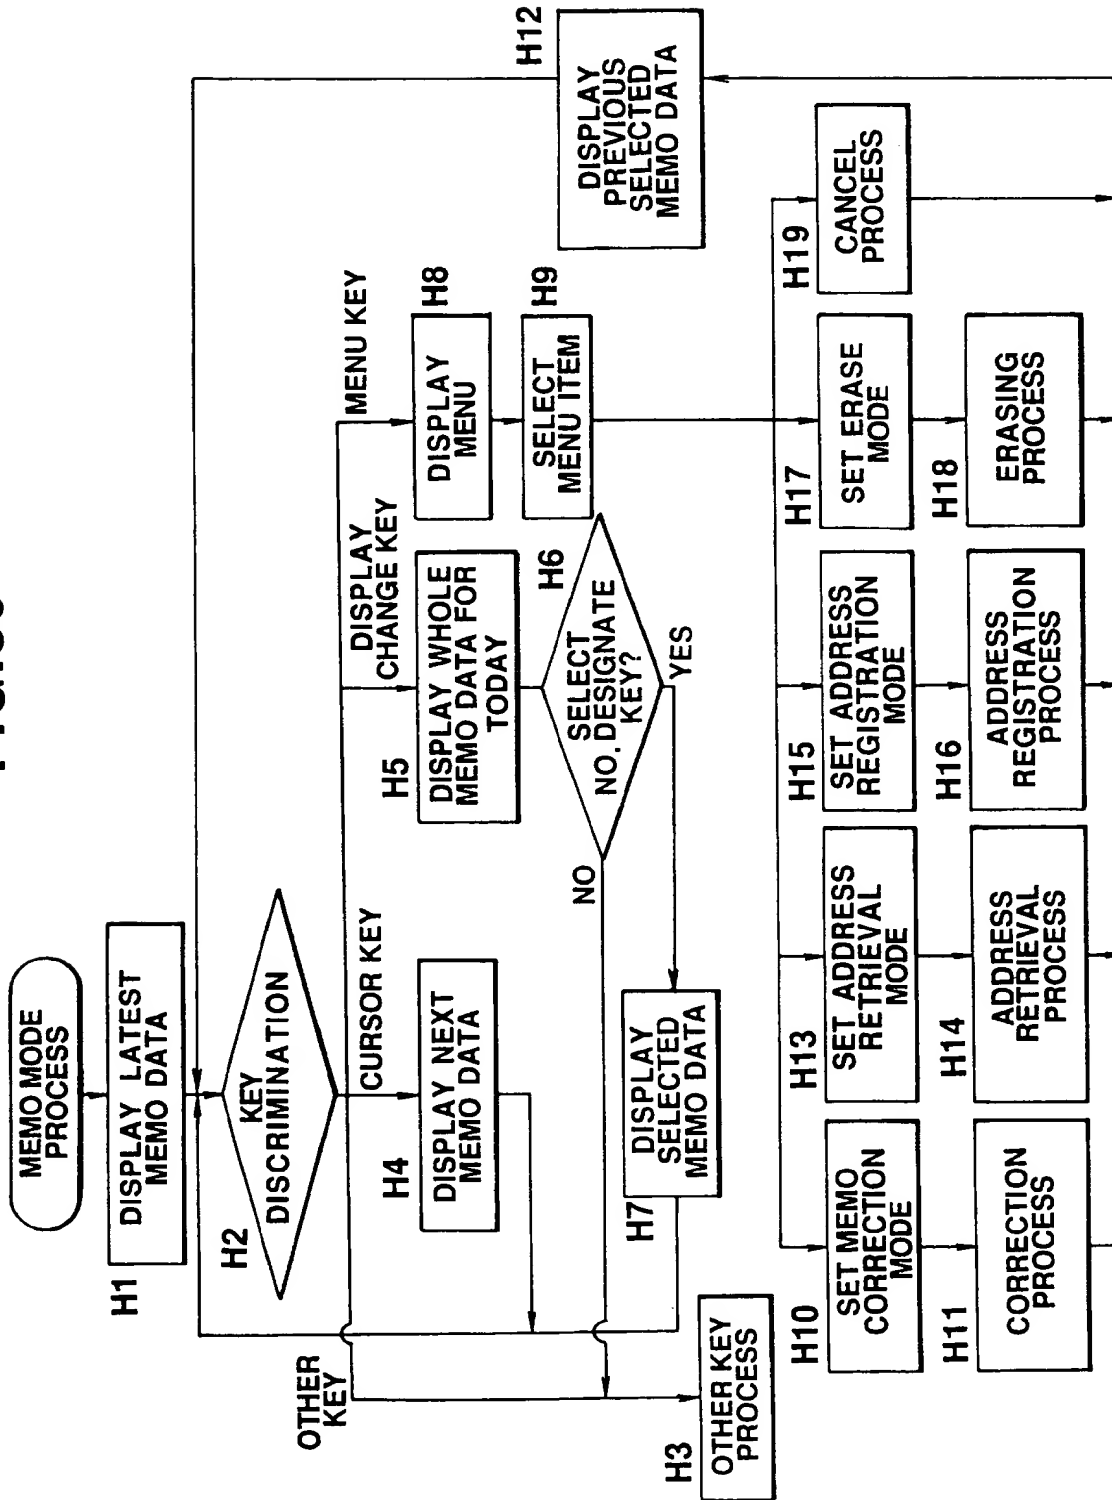 MEMO MODE
PROCESS
H1
DISPLAY LATEST
MEMO DATA
H2
KEY
DISCRIMINATION
OTHER
KEY
CURSOR KEY
DISPLAY
CHANGE KEY
MENU KEY
H3
OTHER KEY
PROCESS
H4
DISPLAY NEXT
MEMO DATA
H5
DISPLAY WHOLE
MEMO DATA FOR
TODAY
H6
SELECT
NO. DESIGNATE
KEY?
NO
YES
H7
DISPLAY
SELECTED
MEMO DATA
H8
DISPLAY
MENU
H9
SELECT
MENU ITEM
H10
SET MEMO
CORRECTION
MODE
H11
CORRECTION
PROCESS
H12
DISPLAY
PREVIOUS
SELECTED
MEMO DATA
H13
SET ADDRESS
RETRIEVAL
MODE
H14
ADDRESS
RETRIEVAL
PROCESS
H15
SET ADDRESS
REGISTRATION
MODE
H16
ADDRESS
REGISTRATION
PROCESS
H17
SET ERASE
MODE
H18
ERASING
PROCESS
H19
CANCEL
PROCESS